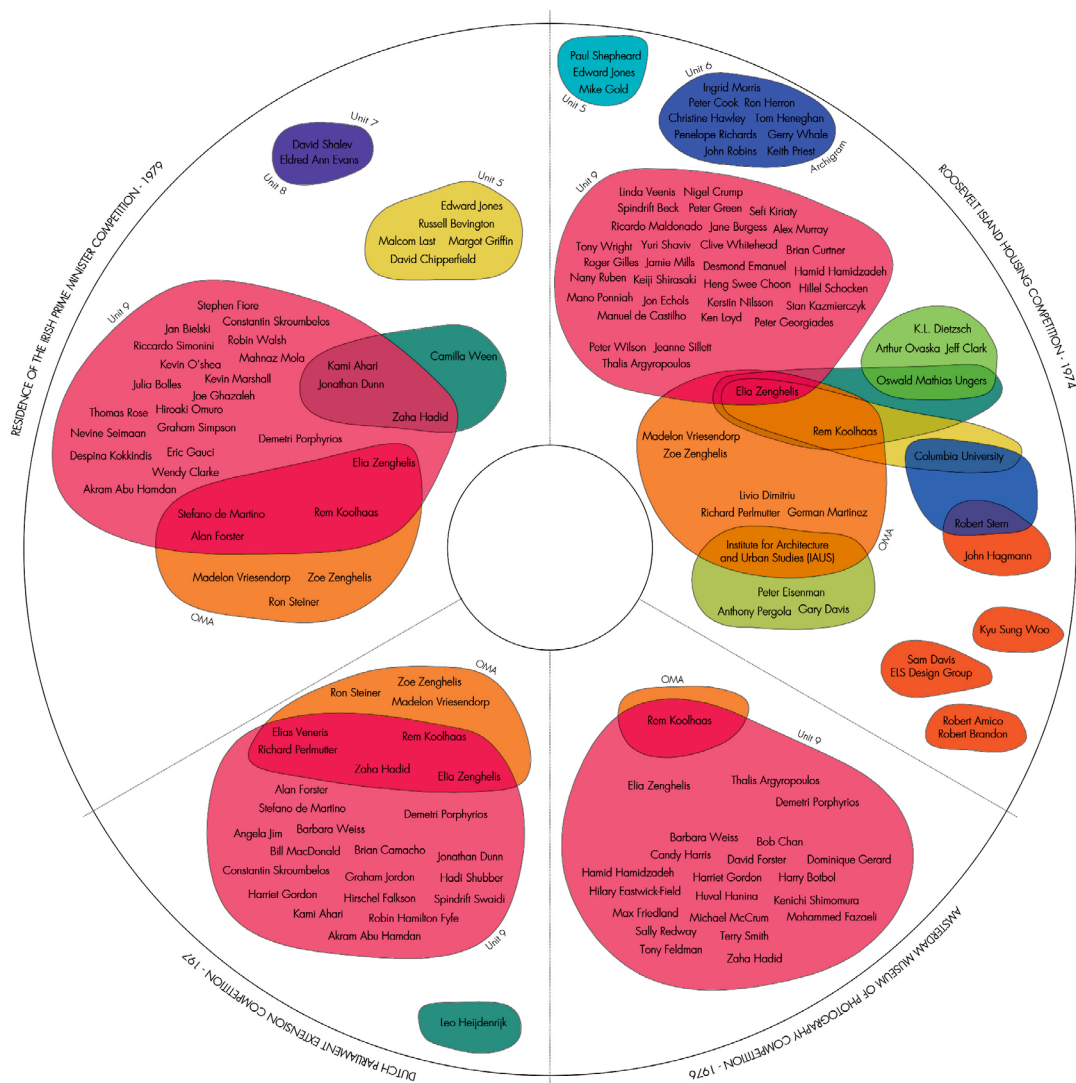 RESIDENCE OF THE IRISH PRIME MINISTER COMPETITION - 1979
Unit 7
David Shalev
Eldred Ann Evans
Unit 8
Unit 5
Edward Jones
Russell Bevington
Malcom Last Margot Griffin
David Chipperfield
Unit 9
Stephen Fiore
Constantin Skroumbelos
Jan Bielski
Robin Walsh
Riccardo Simonini
Mahnaz Mola
Kevin O'shea
Kevin Marshall
Julia Bolles
Joe Ghazaleh
Thomas Rose
Hiroaki Omuro
Graham Simpson
Nevine Seimaan
Demetri Porphyrios
Despina Kokkindis
Eric Gauci
Wendy Clarke
Akram Abu Hamdan
Kami Ahari
Jonathan Dunn
Zaha Hadid
Camilla Ween
Elia Zenghelis
Stefano de Martino
Rem Koolhaas
Alan Forster
Madelon Vriesendorp
Zoe Zenghelis
Ron Steiner
OMA
ROOSEVELT ISLAND HOUSING COMPETITION - 1974
Paul Shepheard
Edward Jones
Mike Gold
Unit 5
Unit 6
Ingrid Morris
Peter Cook Ron Herron
Christine Hawley Tom Heneghan
Penelope Richards Gerry Whale
John Robins Keith Priest
Archigram
Unit 9
Linda Veenis Nigel Crump
Spindrift Beck Peter Green Sefi Kiriaty
Ricardo Maldonado Jane Burgess Alex Murray
Tony Wright Yuri Shaviv Clive Whitehead Brian Curtner
Roger Gilles Jamie Mills Desmond Emanuel Hamid Hamidzadeh
Nany Ruben Keiji Shirasaki Heng Swee Choon Hillel Schocken
Mano Ponniah Jon Echols Kerstin Nilsson Stan Kazmierczyk
Manuel de Castilho Ken Loyd Peter Georgiades
Peter Wilson Jeanne Sillett
Thalis Argyropoulos
Elia Zenghelis
K.L. Dietzsch
Arthur Ovaska Jeff Clark
Oswald Mathias Ungers
Rem Koolhaas
Madelon Vriesendorp
Zoe Zenghelis
Columbia University
Livio Dimitriu
Richard Perlmutter German Martinez
Robert Stern
John Hagmann
OMA
Institute for Architecture
and Urban Studies (IAUS)
Peter Eisenman
Anthony Pergola Gary Davis
Kyu Sung Woo
Sam Davis
ELS Design Group
Robert Amico
Robert Brandon
DUTCH PARLIAMENT EXTENSION COMPETITION - 197
OMA
Zoe Zenghelis
Ron Steiner
Madelon Vriesendorp
Elias Veneris
Rem Koolhaas
Richard Perlmutter
Zaha Hadid
Elia Zenghelis
Alan Forster
Stefano de Martino
Demetri Porphyrios
Angela Jim
Barbara Weiss
Bill MacDonald
Brian Camacho
Jonathan Dunn
Constantin Skroumbelos
Graham Jordon
Hadi Shubber
Harriet Gordon
Hirschel Falkson
Spindrift Swaidi
Kami Ahari
Robin Hamilton Fyfe
Akram Abu Hamdan
Unit 9
Leo Heijdenrijk
AMSTERDAM MUSEUM OF PHOTOGRAPHY COMPETITION - 1976
OMA
Rem Koolhaas
Unit 9
Elia Zenghelis
Thalis Argyropoulos
Demetri Porphyrios
Barbara Weiss
Bob Chan
Candy Harris
David Forster
Dominique Gerard
Hamid Hamidzadeh
Harriet Gordon
Harry Botbol
Hilary Eastwick-Field
Huval Hanina
Kenichi Shimomura
Max Friedland
Michael McCrum
Mohammed Fazaeli
Sally Redway
Terry Smith
Tony Feldman
Zaha Hadid